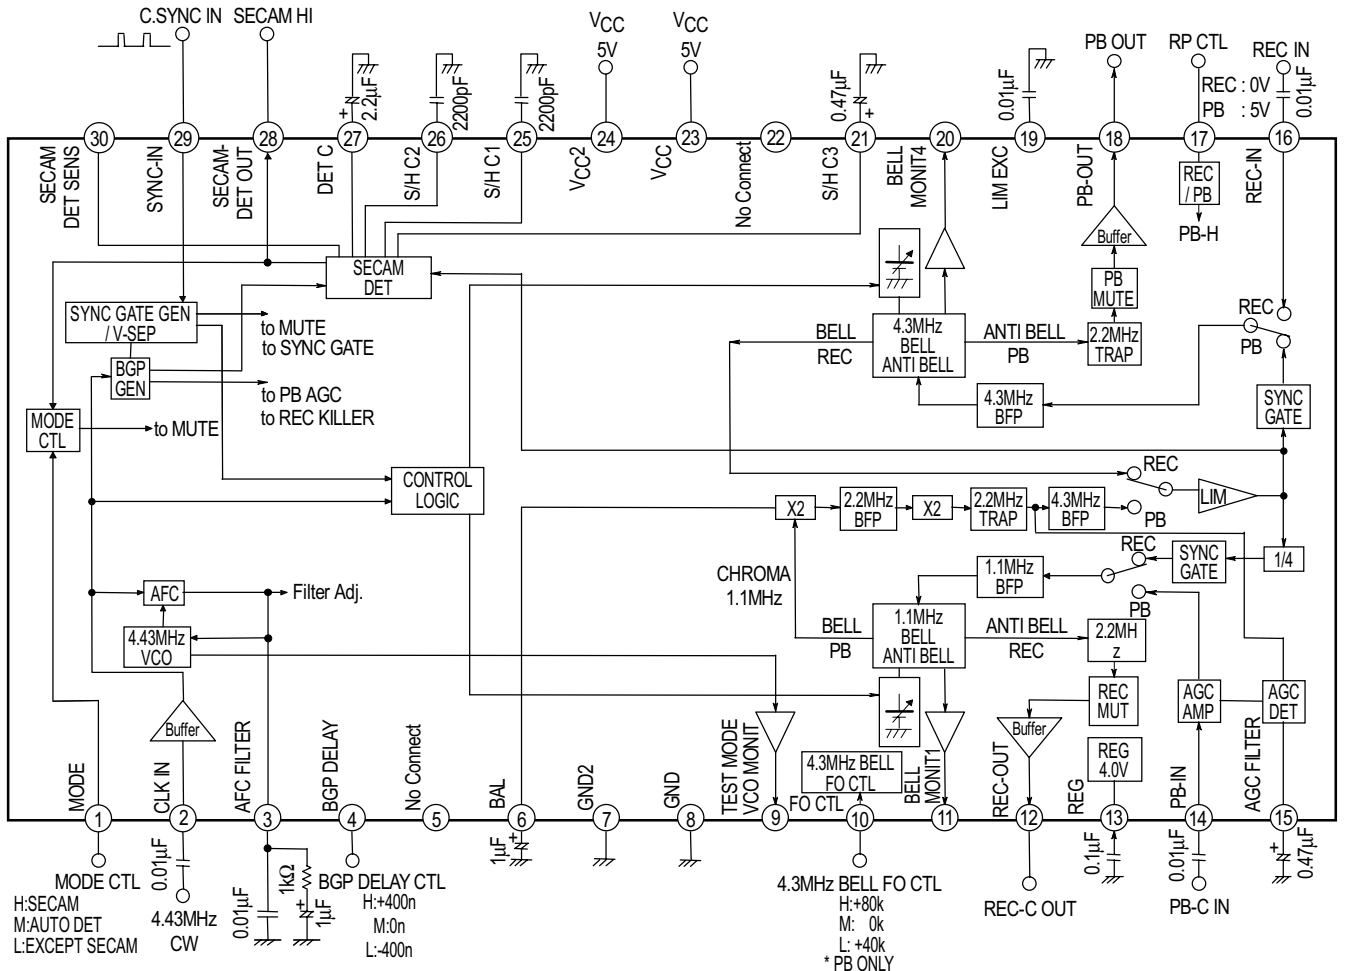 C.SYNC IN
SECAM HI
VCC
5V
VCC
5V
PB OUT
RP CTL
REC IN
REC : 0V
PB : 5V
2.2µF
2200pF
2200pF
0.47µF
0.01µF
0.01µF
+
+
30
29
28
27
26
25
24
23
22
21
20
19
18
17
16
SECAM
DET SENS
SYNC-IN
SECAM-
DET OUT
DET C
S/H C2
S/H C1
VCC2
VCC
No Connect
S/H C3
BELL
MONIT4
LIM EXC
PB-OUT
REC
/ PB
PB-H
REC-IN
Buffer
SECAM
DET
PB
MUTE
SYNC GATE GEN
/ V-SEP
to MUTE
to SYNC GATE
BELL
REC
4.3MHz
BELL
ANTI BELL
ANTI BELL
PB
2.2MHz
TRAP
REC
PB
BGP
GEN
to PB AGC
to REC KILLER
4.3MHz
BFP
SYNC
GATE
MODE
CTL
to MUTE
CONTROL
LOGIC
REC
LIM
X2
2.2MHz
BFP
X2
2.2MHz
TRAP
4.3MHz
BFP
PB
REC
SYNC
GATE
1/4
CHROMA
1.1MHz
1.1MHz
BFP
PB
AFC
Filter Adj.
4.43MHz
VCO
BELL
PB
1.1MHz
BELL
ANTI BELL
ANTI BELL
REC
2.2MH
z
REC
MUT
AGC
AMP
AGC
DET
Buffer
Buffer
REG
4.0V
4.3MHz BELL
FO CTL
MODE
CLK IN
AFC FILTER
BGP DELAY
No Connect
BAL
GND2
GND
TEST MODE
VCO MONIT
FO CTL
BELL
MONIT1
REC-OUT
REG
PB-IN
AGC FILTER
1
2
3
4
5
6
7
8
9
10
11
12
13
14
15
0.01µF
0.01µF
1kΩ
+
1µF
1µF
+
0.1µF
0.01µF
+
0.47µF
MODE CTL
H:SECAM
M:AUTO DET
L:EXCEPT SECAM
4.43MHz
CW
BGP DELAY CTL
H:+400n
M:0n
L:-400n
4.3MHz BELL FO CTL
H:+80k
M: 0k
L: +40k
* PB ONLY
REC-C OUT
PB-C IN